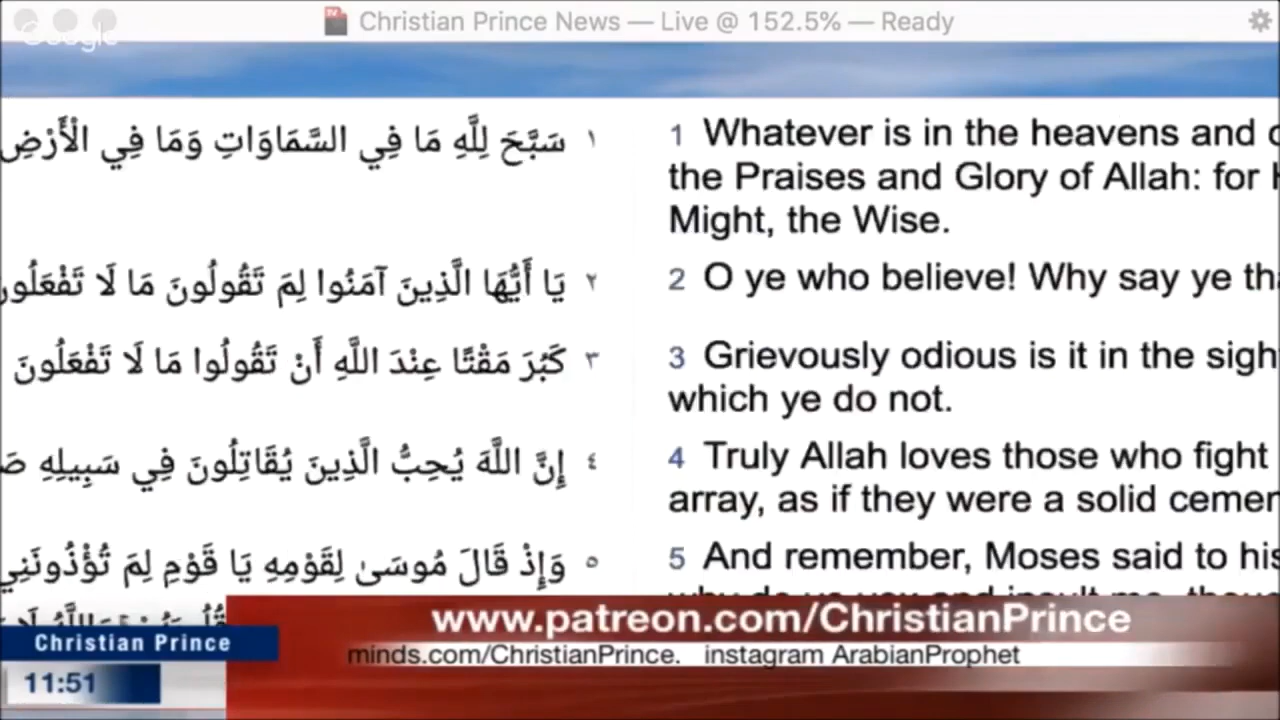 Christian Prince News — Live @ 152.5% — Ready
Google
١ سَبَّحَ لِلَّهِ مَا فِي السَّمَاوَاتِ وَمَا فِي الْأَرْضِ
1 Whatever is in the heavens and
the Praises and Glory of Allah: for
Might, the Wise.
٢ يَا أَيُّهَا الَّذِينَ آمَنُوا لِمَ تَقُولُونَ مَا لَا تَفْعَلُون
2 O ye who believe! Why say ye
٣ كَبُرَ مَقْتًا عِنْدَ اللَّهِ أَنْ تَقُولُوا مَا لَا تَفْعَلُونَ
3 Grievously odious is it in the
which ye do not.
٤ إِنَّ اللَّهَ يُحِبُّ الَّذِينَ يُقَاتِلُونَ فِي سَبِيلِهِ
4 Truly Allah loves those who fight
array, as if they were a solid
٥ وَإِذْ قَالَ مُوسَىٰ لِقَوْمِهِ يَا قَوْمِ لِمَ تُؤْذُونَنِي
5 And remember, Moses said to
www.patreon.com/ChristianPrince
Christian Prince
minds.com/ChristianPrince. instagram ArabianProphet
11:51